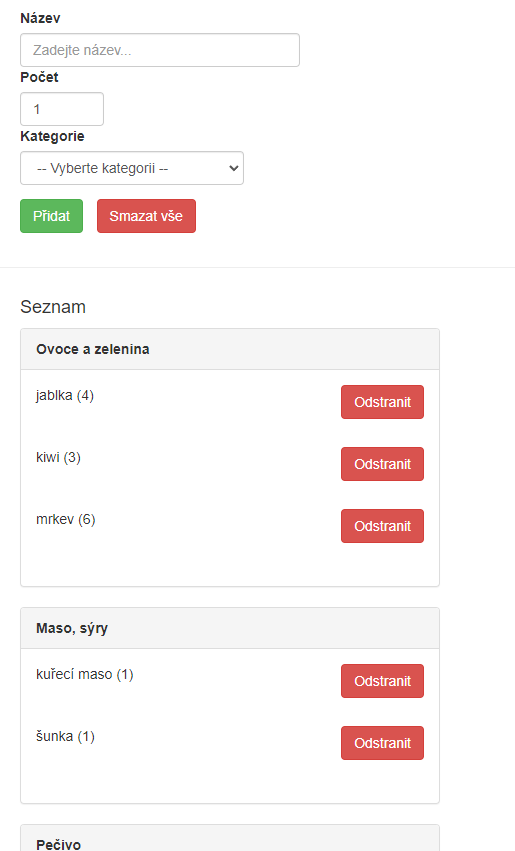 Název
Zadejte název...
Počet
1
Kategorie
-- Vyberte kategorii --
Přidat Smazat vše
Seznam
Ovoce a zelenina
jablka (4) Odstranit
kiwi (3) Odstranit
mrkev (6) Odstranit
Maso, sýry
kuřecí maso (1) Odstranit
šunka (1) Odstranit
Pečivo